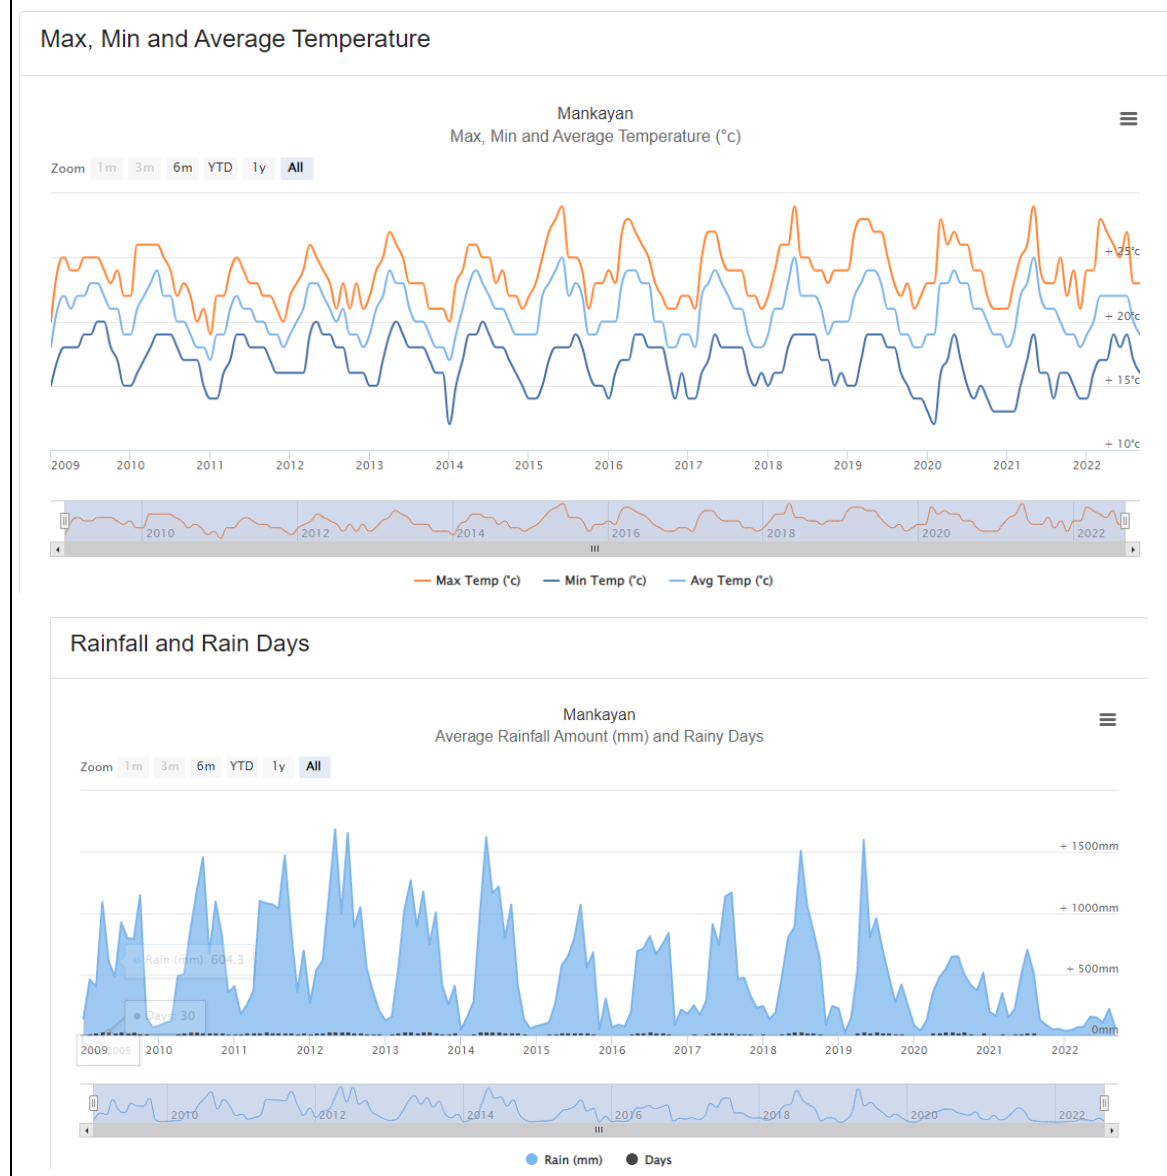 Max, Min and Average Temperature
Mankayan
Max, Min and Average Temperature (°c)
Zoom 1m 3m 6m YTD 1y All
+ 25°c
+ 20°c
+ 15°c
+ 10°c
2009 2010 2011 2012 2013 2014 2015 2016 2017 2018 2019 2020 2021 2022
2010 2012 2014 2016 2018 2020 2022
Max Temp (°c) Min Temp (°c) Avg Temp (°c)
Rainfall and Rain Days
Mankayan
Average Rainfall Amount (mm) and Rainy Days
Zoom 1m 3m 6m YTD 1y All
+ 1500mm
+ 1000mm
Rain (mm): 604.3
+ 500mm
Days: 30
0mm
2009 2010 2011 2012 2013 2014 2015 2016 2017 2018 2019 2020 2021 2022
2010 2012 2014 2016 2018 2020 2022
Rain (mm) Days